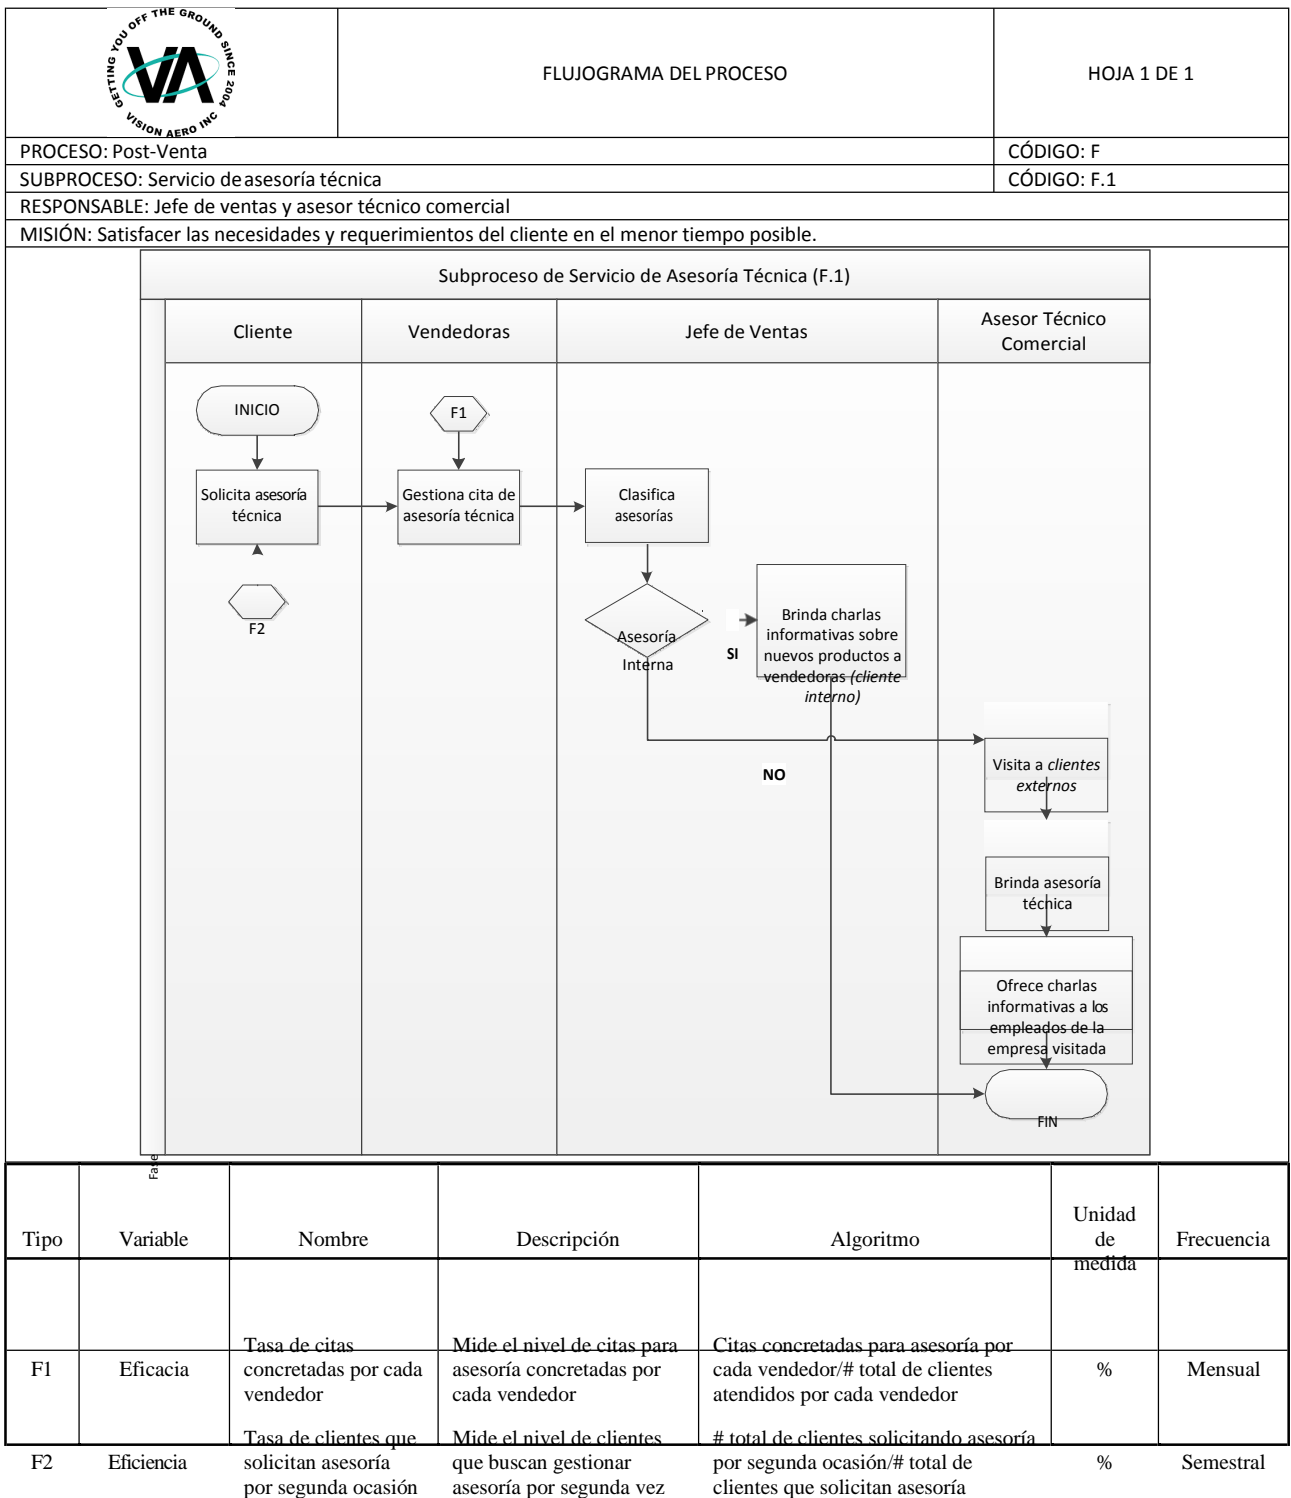 GETTING YOU OFF THE GROUND SINCE 2004
VA
VISION AERO INC
FLUJOGRAMA DEL PROCESO
HOJA 1 DE 1
PROCESO: Post-Venta
CÓDIGO: F
SUBPROCESO: Servicio de asesoría técnica
CÓDIGO: F.1
RESPONSABLE: Jefe de ventas y asesor técnico comercial
MISIÓN: Satisfacer las necesidades y requerimientos del cliente en el menor tiempo posible.
Subproceso de Servicio de Asesoría Técnica (F.1)
Cliente
Vendedoras
Jefe de Ventas
Asesor Técnico
Comercial
INICIO
F1
Solicita asesoría
técnica
Gestiona cita de
asesoría técnica
Clasifica
asesorías
F2
Asesoría
Interna
SI
Brinda charlas
informativas sobre
nuevos productos a
vendedoras (cliente
interno)
NO
Visita a clientes
externos
Brinda asesoría
técnica
Ofrece charlas
informativas a los
empleados de la
empresa visitada
FIN
Fase
Tipo
Variable
Nombre
Descripción
Algoritmo
Unidad
de
medida
Frecuencia
F1
Eficacia
Tasa de citas
concretadas por cada
vendedor
Mide el nivel de citas para
asesoría concretadas por
cada vendedor
Citas concretadas para asesoría por
cada vendedor/# total de clientes
atendidos por cada vendedor
%
Mensual
F2
Eficiencia
Tasa de clientes que
solicitan asesoría
por segunda ocasión
Mide el nivel de clientes
que buscan gestionar
asesoría por segunda vez
# total de clientes solicitando asesoría
por segunda ocasión/# total de
clientes que solicitan asesoría
%
Semestral